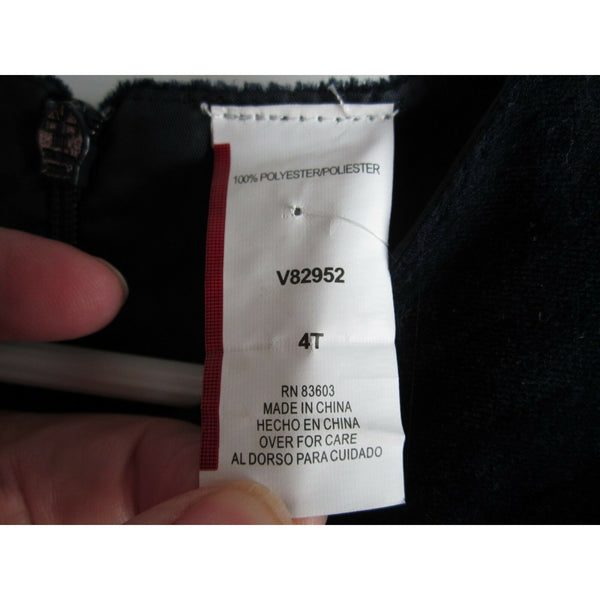 100% POLYESTER/POLIESTER
V82952
4T
RN 83603
MADE IN CHINA
HECHO EN CHINA
OVER FOR CARE
AL DORSO PARA CUIDADO